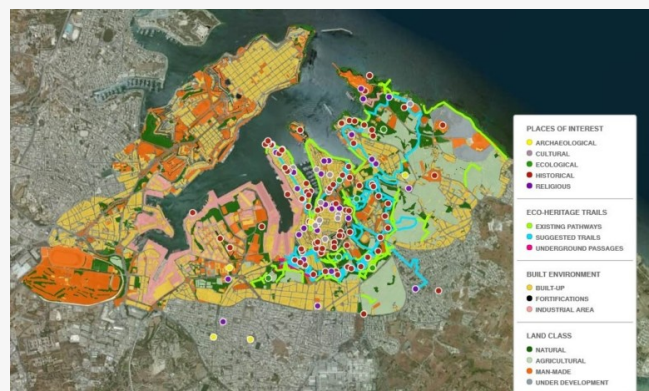 PLACES OF INTEREST
ARCHAEOLOGICAL
CULTURAL
ECOLOGICAL
HISTORICAL
RELIGIOUS
ECO-HERITAGE TRAILS
EXISTING PATHWAYS
SUGGESTED TRAILS
UNDERGROUND PASSAGES
BUILT ENVIRONMENT
BUILT-UP
FORTIFICATIONS
INDUSTRIAL AREA
LAND CLASS
NATURAL
AGRICULTURAL
MAN-MADE
UNDER DEVELOPMENT